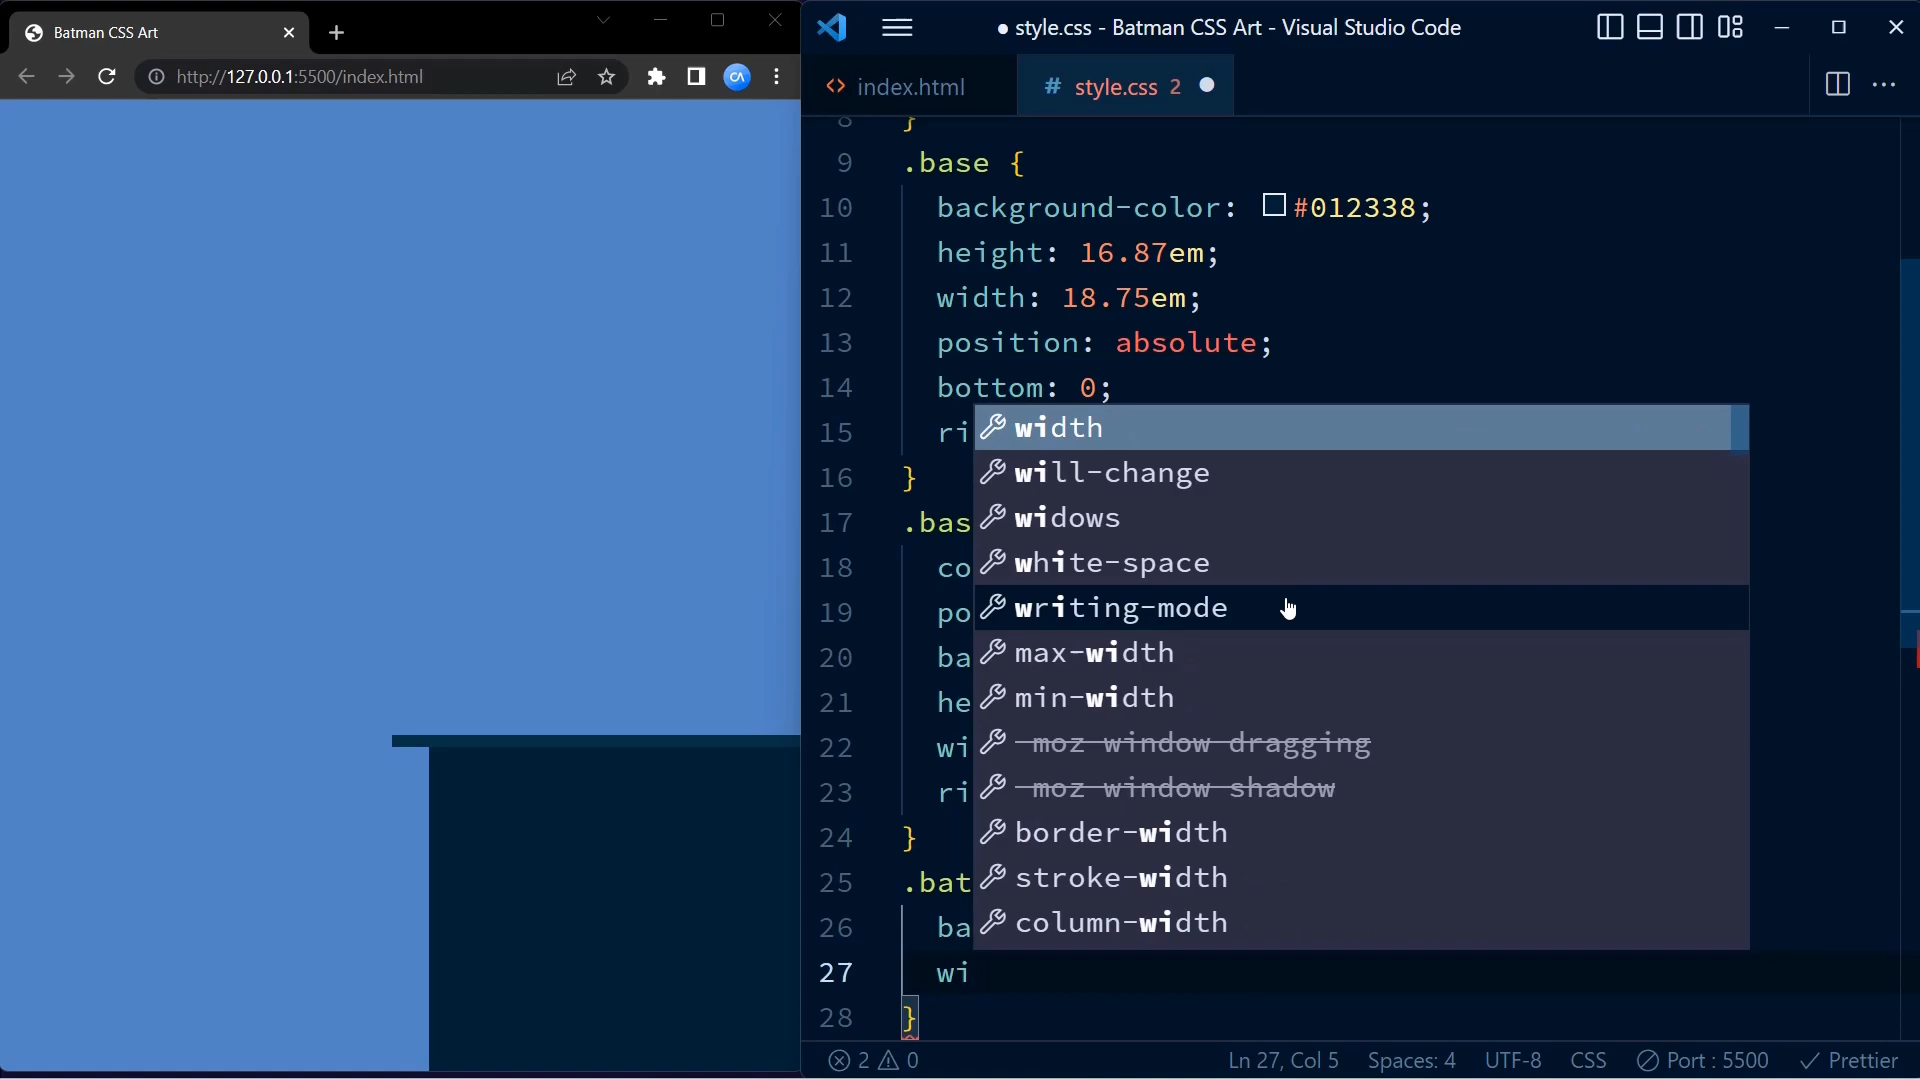 Batman CSS Art
http://127.0.0.1:5500/index.html
CA
style.css - Batman CSS Art - Visual Studio Code
index.html
# style.css 2
8 }
9 .base {
10 background-color: #012338;
11 height: 16.87em;
12 width: 18.75em;
13 position: absolute;
14 bottom: 0;
15 ri
16 }
17 .bas
18 co
19 po
20 ba
21 he
22 wi
23 ri
24 }
25 .bat
26 ba
27 wi
28 }
width
will-change
widows
white-space
writing-mode
max-width
min-width
-moz-window-dragging
-moz-window-shadow
border-width
stroke-width
column-width
2 0
Ln 27, Col 5 Spaces: 4 UTF-8 CSS Port : 5500 Prettier